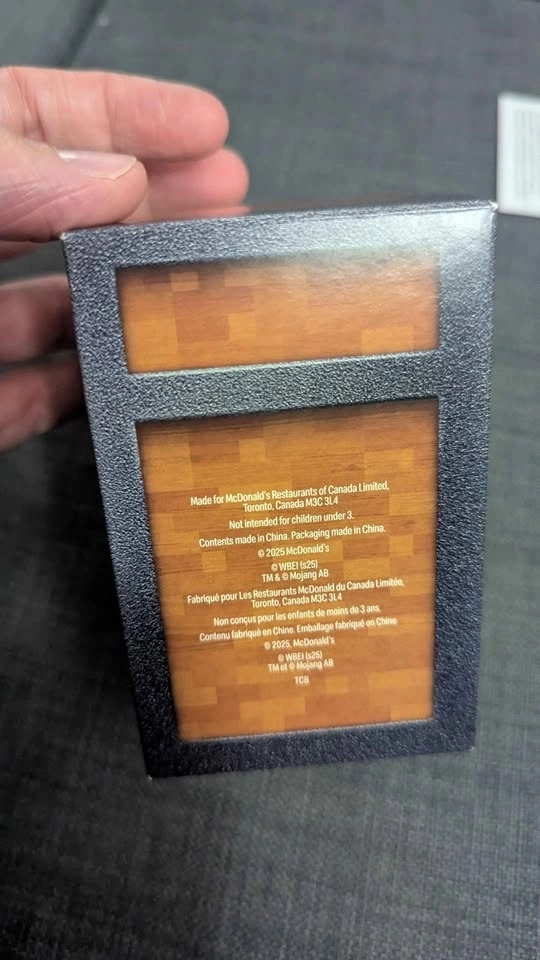 Made for McDonald's Restaurants of Canada Limited,
Toronto, Canada M3C 3L4
Not intended for children under 3.
Contents made in China. Packaging made in China.
© 2025 McDonald's
© WBEI (s25)
TM & © Mojang AB
Fabriqué pour Les Restaurants McDonald du Canada Limitée,
Toronto, Canada M3C 3L4
Non conçus pour les enfants de moins de 3 ans.
Contenu fabriqué en Chine. Emballage fabriqué en Chine
© 2025, McDonald's
© WBEI (s25)
TM et © Mojang AB
TCB